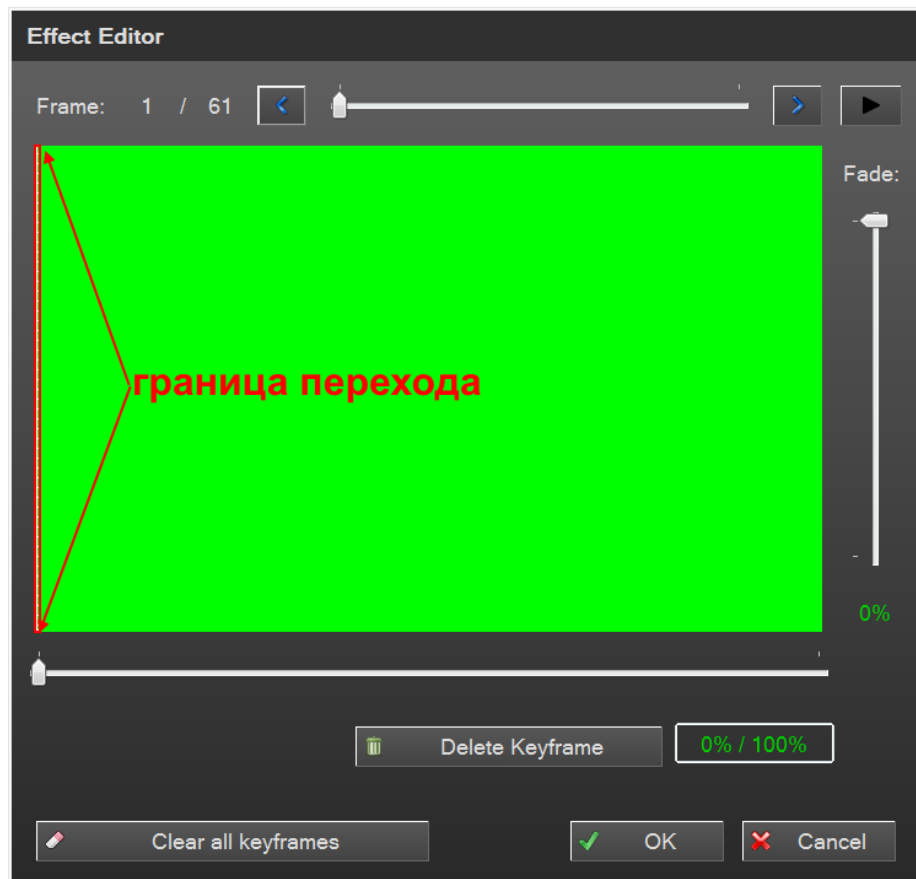 Effect Editor
Frame: 1 / 61
Fade:
граница перехода
0%
Delete Keyframe 0% / 100%
Clear all keyframes OK Cancel